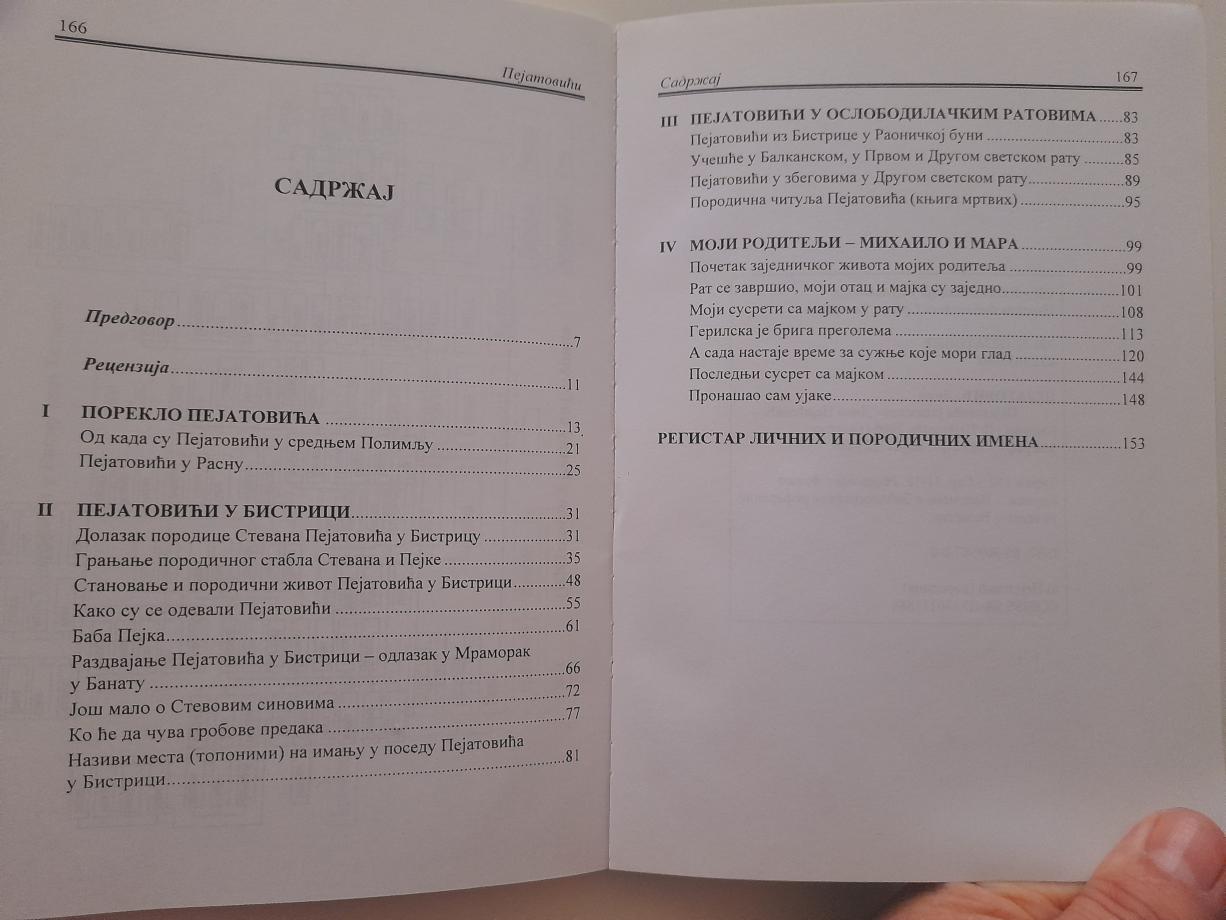 166
Пејатовићи
САДРЖАЈ
Предговор..........7
Рецензија..........11
I ПОРЕКЛО ПЕЈАТОВИЋА..........13
Од када су Пејатовићи у средњем Полимљу..........21
Пејатовићи у Расну..........25
II ПЕЈАТОВИЋИ У БИСТРИЦИ..........31
Долазак породице Стевана Пејатовића у Бистрицу..........31
Грањање породичног стабла Стевана и Пејке..........35
Становање и породични живот Пејатовића у Бистрици..........48
Како су се одевали Пејатовићи..........55
Баба Пејка..........61
Раздвајање Пејатовића у Бистрици – одлазак у Мраморак
у Банату..........66
Још мало о Стевовим синовима..........72
Ко ће да чува гробове предака..........77
Називи места (топоними) на имању у поседу Пејатовића
у Бистрици..........81
Садржај
167
III ПЕЈАТОВИЋИ У ОСЛОБОДИЛАЧКИМ РАТОВИМА......83
Пејатовићи из Бистрице у Раоничкој буни..........83
Учешће у Балканском, у Првом и Другом светском рату..........85
Пејатовићи у збеговима у Другом светском рату..........89
Породична читуља Пејатовића (књига мртвих)..........95
IV МОЈИ РОДИТЕЉИ – МИХАИЛО И МАРА..........99
Почетак заједничког живота мојих родитеља..........99
Рат се завршио, моји отац и мајка су заједно..........101
Моји сусрети са мајком у рату..........108
Герилска је брига преголема..........113
А сада настаје време за сужње које мори глад..........120
Последњи сусрет са мајком..........144
Пронашао сам ујаке..........148
РЕГИСТАР ЛИЧНИХ И ПОРОДИЧНИХ ИМЕНА..........153